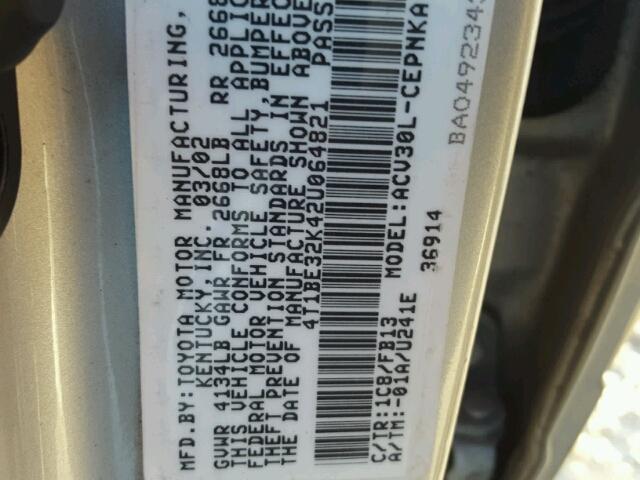 MFD.BY:TOYOTA MOTOR MANUFACTURING,
KENTUCKY,INC. 03/02
GVWR 4134LB GAWR FR 2668LB RR 2668
THIS VEHICLE CONFORMS TO ALL APPLIC
FEDERAL MOTOR VEHICLE SAFETY,BUMPER
THEFT PREVENTION STANDARDS IN EFFEC
THE DATE OF MANUFACTURE SHOWN ABOVE
4T1BE32K42U064821 PASS
MODEL:ACV30L-CEPNKA
C/TR:1C8/FB13 36914
A/TM:-01A/U241E BA049234